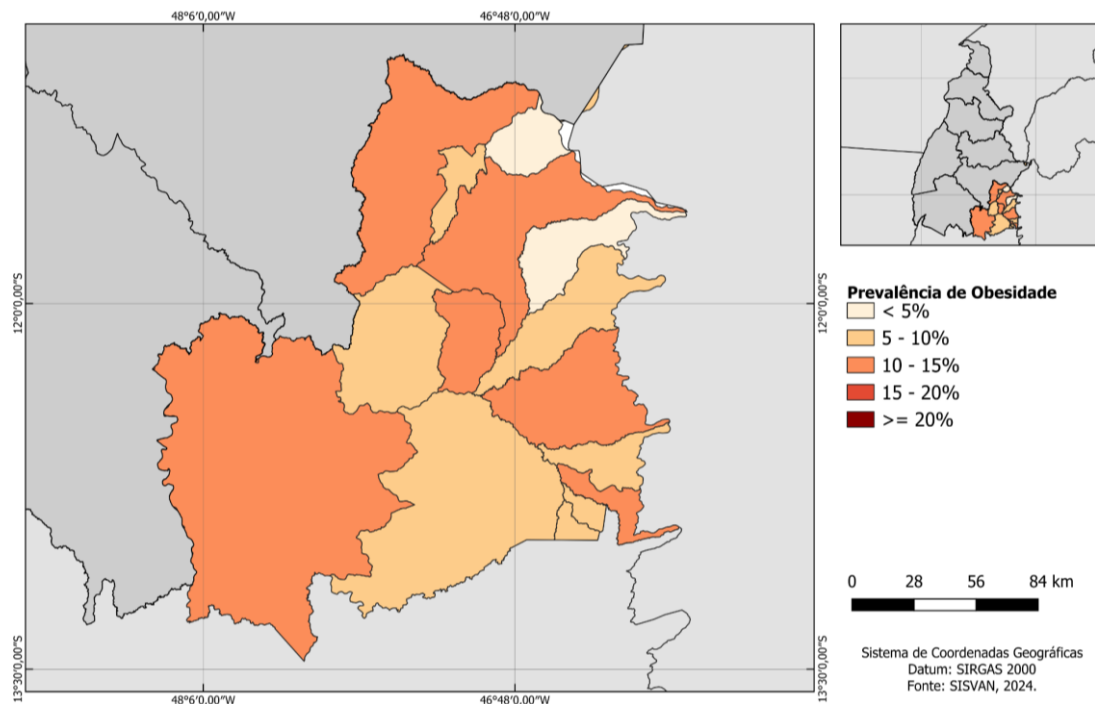 48°6'0,00"W 46°48'0.00"W
12°0'0,00"S
12°0'0,00"S
13°30'0,00"S
13°30'0,00"S
48°6'0,00"W 46°48'0.00"W
Prevalência de Obesidade
< 5%
5 - 10%
10 - 15%
15 - 20%
>= 20%
0 28 56 84 km
Sistema de Coordenadas Geográficas
Datum: SIRGAS 2000
Fonte: SISVAN, 2024.